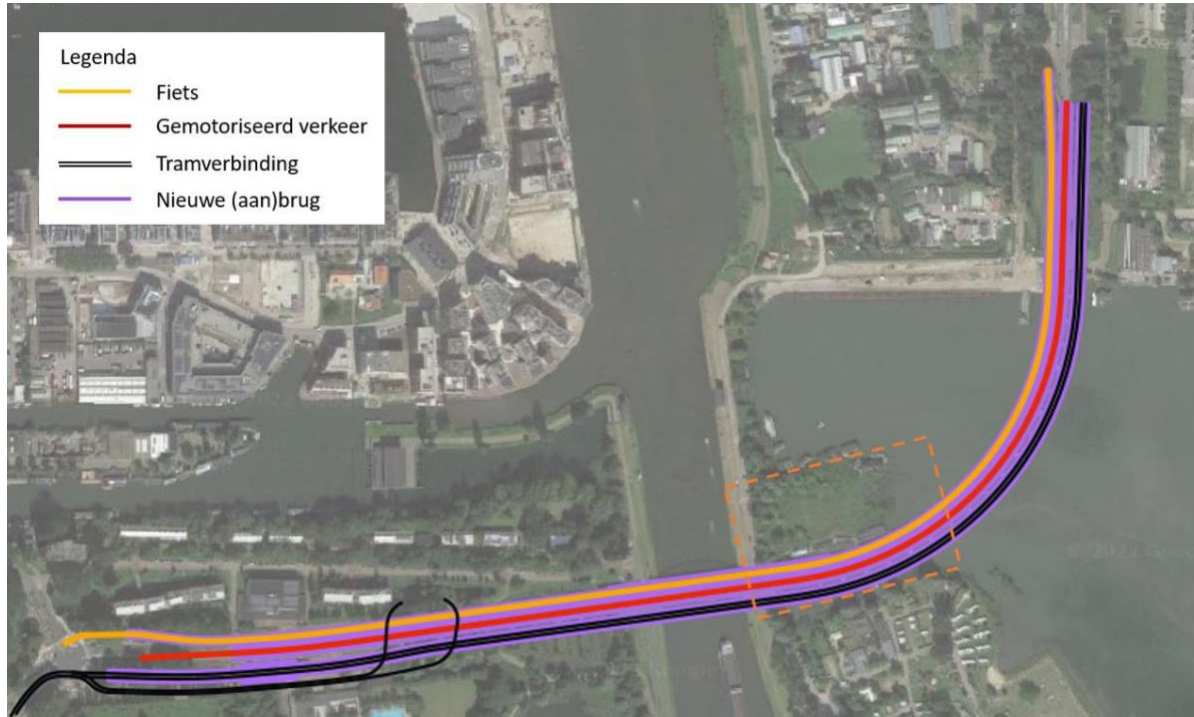 Legenda
Fiets
Gemotoriseerd verkeer
Tramverbinding
Nieuwe (aan)brug